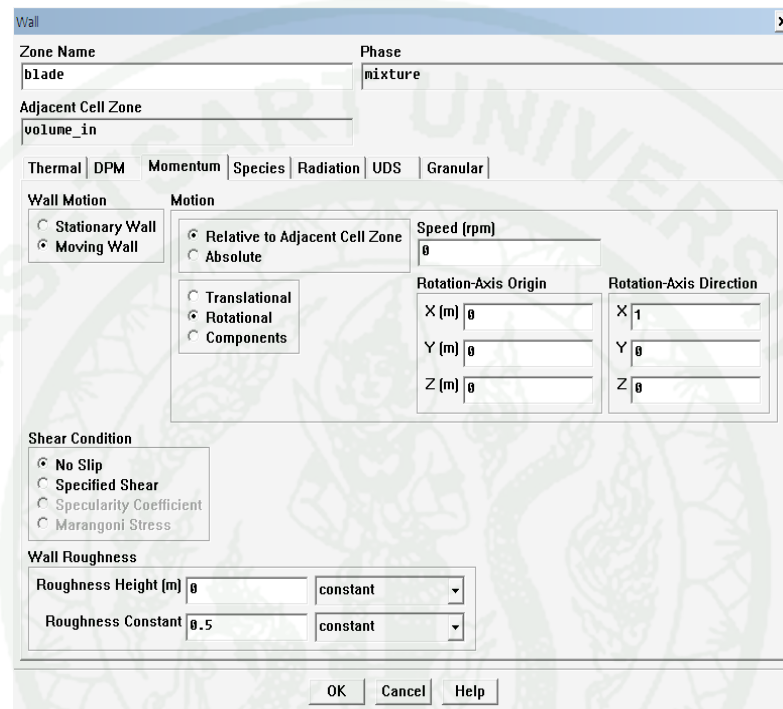 Wall
Zone Name
Phase
blade
mixture
Adjacent Cell Zone
volume_in
Thermal DPM Momentum Species Radiation UDS Granular
Wall Motion
Motion
Stationary Wall
Moving Wall
Relative to Adjacent Cell Zone
Absolute
Speed (rpm)
0
Translational
Rotational
Components
Rotation-Axis Origin
X (m) 0
Y (m) 0
Z (m) 0
Rotation-Axis Direction
X 1
Y 0
Z 0
Shear Condition
No Slip
Specified Shear
Specularity Coefficient
Marangoni Stress
Wall Roughness
Roughness Height (m) 0 constant
Roughness Constant 0.5 constant
OK Cancel Help